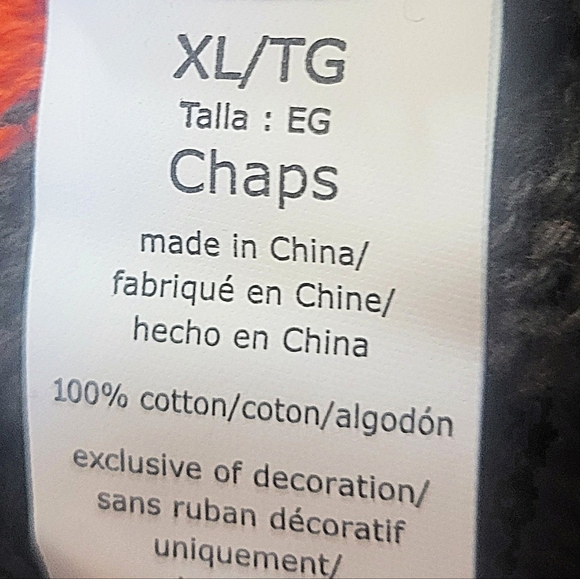 XL/TG
Talla : EG
Chaps
made in China/
fabriqué en Chine/
hecho en China
100% cotton/coton/algodón
exclusive of decoration/
sans ruban décoratif
uniquement/